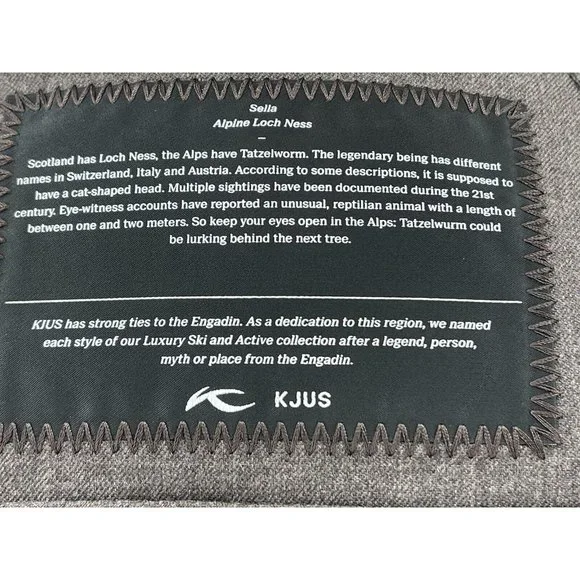 Sella
Alpine Loch Ness
–
Scotland has Loch Ness, the Alps have Tatzelworm. The legendary being has different
names in Switzerland, Italy and Austria. According to some descriptions, it is supposed to
have a cat-shaped head. Multiple sightings have been documented during the 21st
century. Eye-witness accounts have reported an unusual, reptilian animal with a length of
between one and two meters. So keep your eyes open in the Alps: Tatzelwurm could
be lurking behind the next tree.
KJUS has strong ties to the Engadin. As a dedication to this region, we named
each style of our Luxury Ski and Active collection after a legend, person,
myth or place from the Engadin.
KJUS